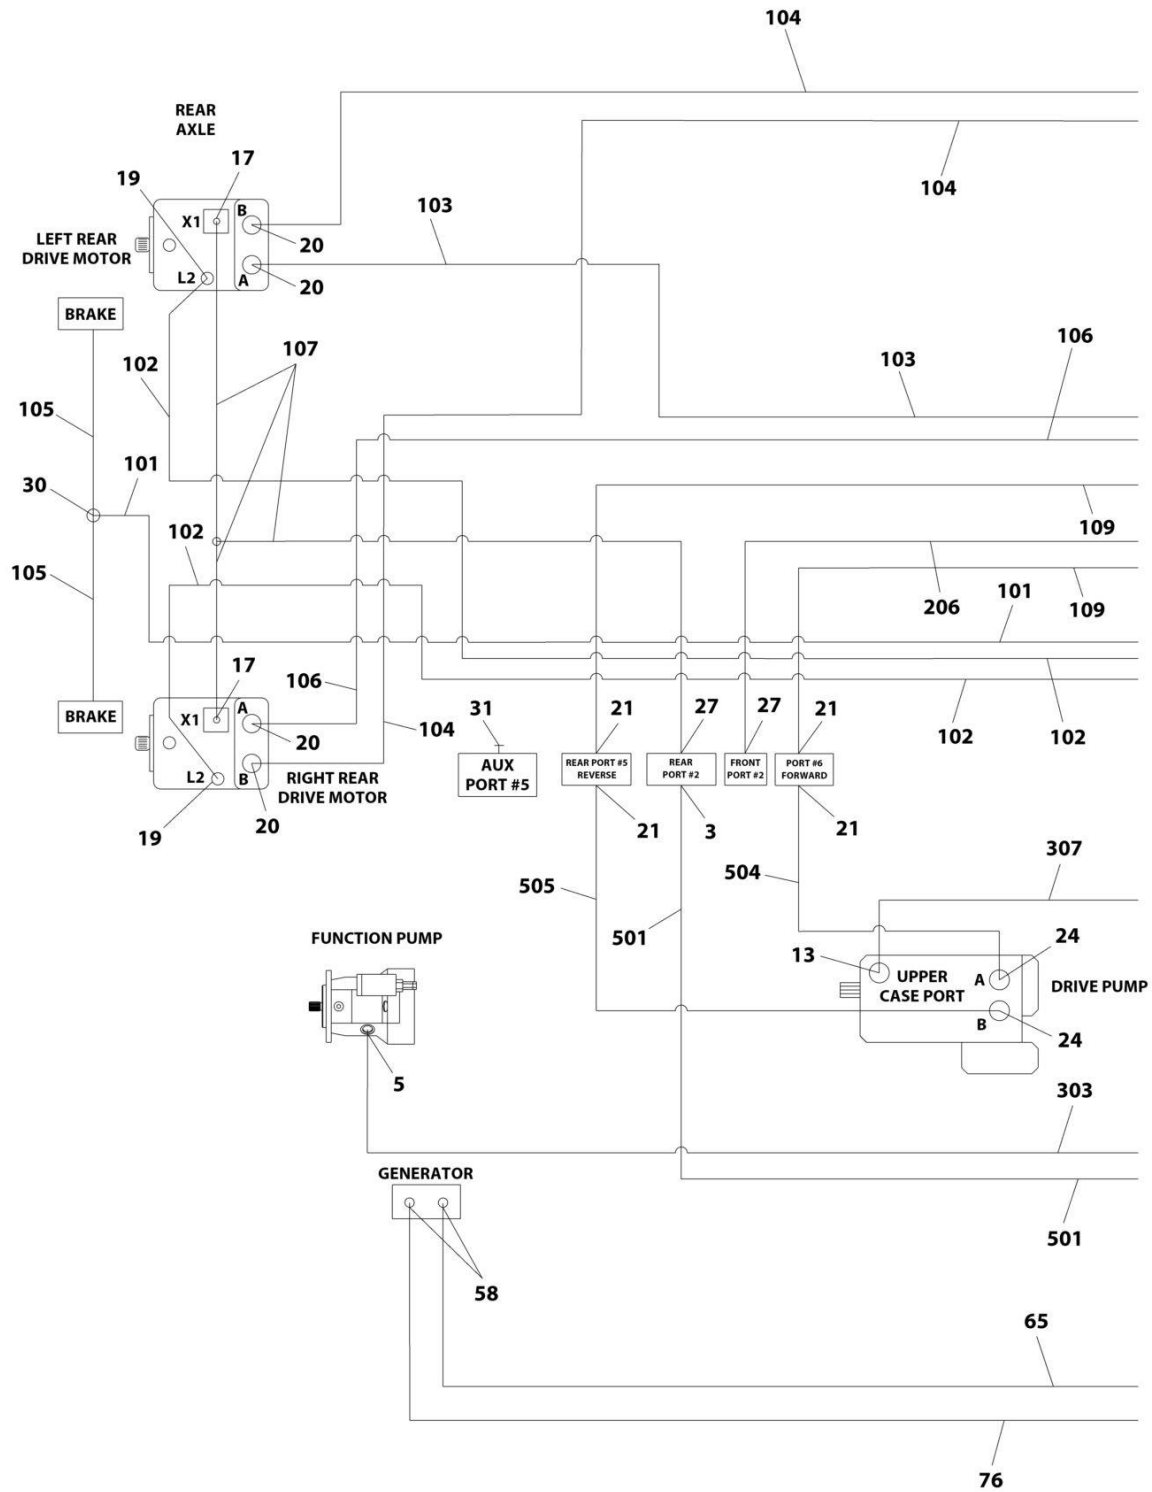 104
REAR
AXLE
17
19
104
103
B
X1
20
LEFT REAR
DRIVE MOTOR
L2
A
20
BRAKE
107
106
102
103
105
101
30
109
102
105
206
101
109
17
106
31
21
27
27
21
BRAKE
X1
A
20
104
102
102
AUX
PORT #5
REAR PORT #5
REVERSE
REAR
PORT #2
FRONT
PORT #2
PORT #6
FORWARD
L2
B
RIGHT REAR
DRIVE MOTOR
19
20
21
3
21
307
504
505
501
FUNCTION PUMP
13
24
UPPER
CASE PORT
A
DRIVE PUMP
B
24
5
303
GENERATOR
501
58
65
76